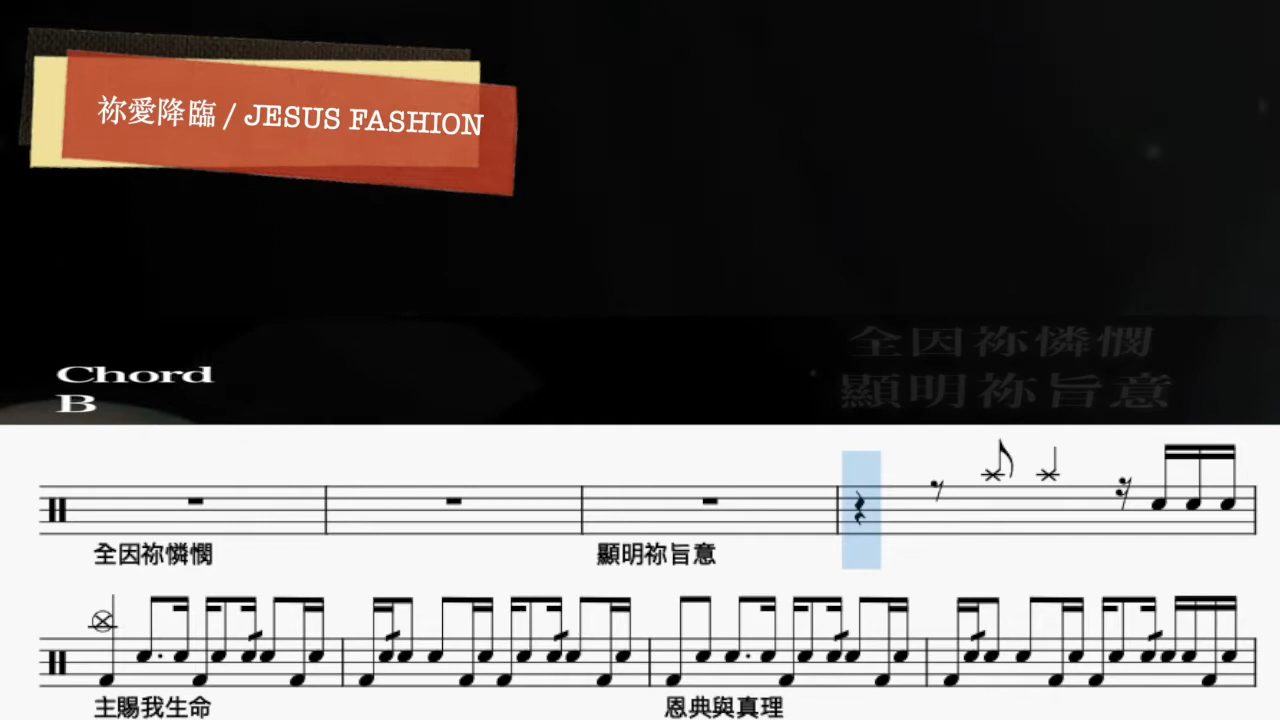 祢愛降臨 / JESUS FASHION
全因祢憐憫
顯明祢旨意
Chord
B
全因祢憐憫 顯明祢旨意
主賜我生命 恩典與真理